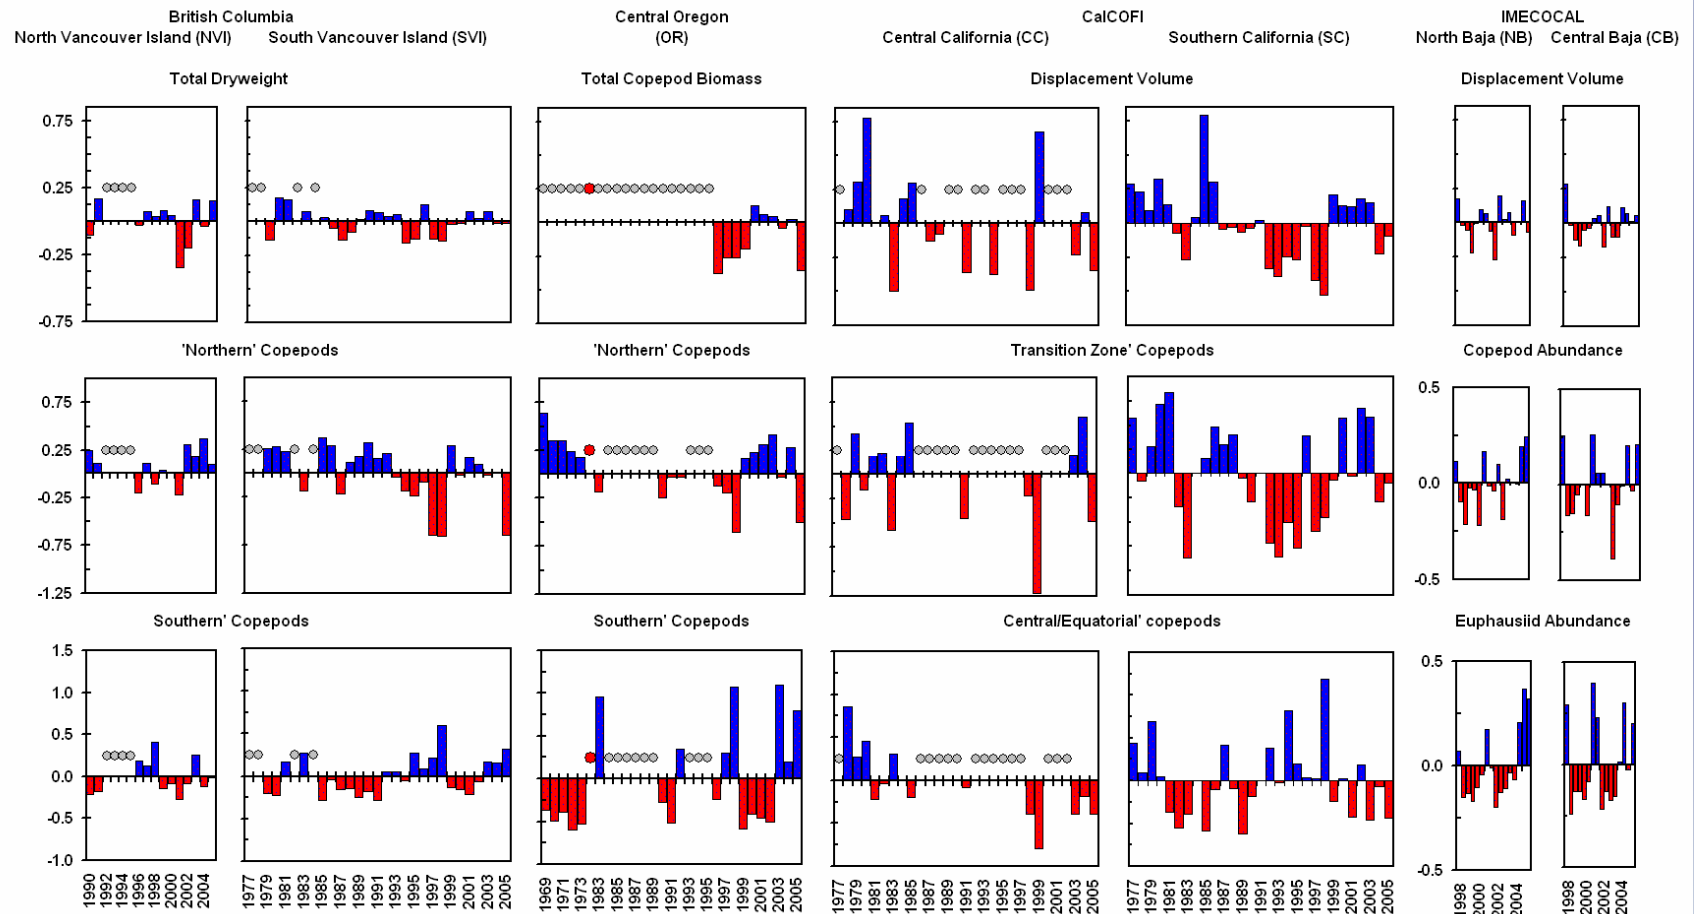 British Columbia Central Oregon CalCOFI IMECOCAL
North Vancouver Island (NVI) South Vancouver Island (SVI) (OR) Central California (CC) Southern California (SC) North Baja (NB) Central Baja (CB)
Total Dryweight Total Copepod Biomass Displacement Volume Displacement Volume
0.75
0.25
-0.25
-0.75
'Northern' Copepods 'Northern' Copepods Transition Zone' Copepods Copepod Abundance
0.75
0.25
-0.25
-0.75
-1.25
0.5
0.0
-0.5
Southern' Copepods Southern' Copepods Central/Equatorial' copepods Euphausiid Abundance
1.5
1.0
0.5
0.0
-0.5
-1.0
0.5
0.0
-0.5
1990 1992 1994 1996 1998 2000 2002 2004
1977 1979 1981 1983 1985 1987 1989 1991 1993 1995 1997 1999 2001 2003 2005
1969 1971 1973 1983 1985 1989 1991 1993 1995 1997 1999 2001 2003 2005
1977 1979 1981 1983 1985 1987 1989 1991 1993 1995 1997 1999 2001 2003 2005
1977 1979 1981 1983 1985 1987 1989 1991 1993 1995 1997 1999 2001 2003 2005
1998 2000 2002 2004
1998 2000 2002 2004